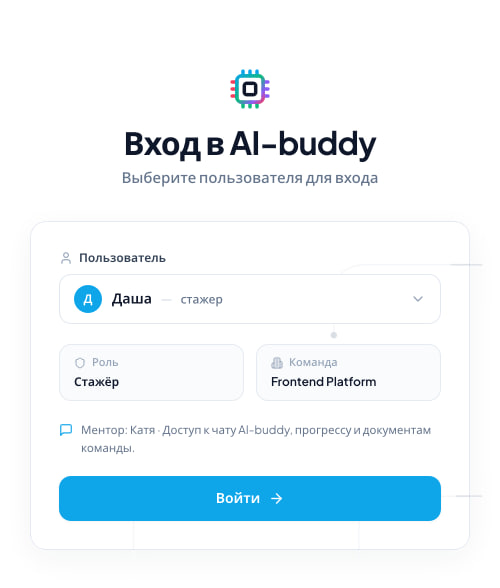 Вход в AI-buddy
Выберите пользователя для входа
Пользователь
Д Даша — стажер
Роль
Стажёр
Команда
Frontend Platform
Ментор: Катя · Доступ к чату AI-buddy, прогрессу и документам
команды.
Войти →